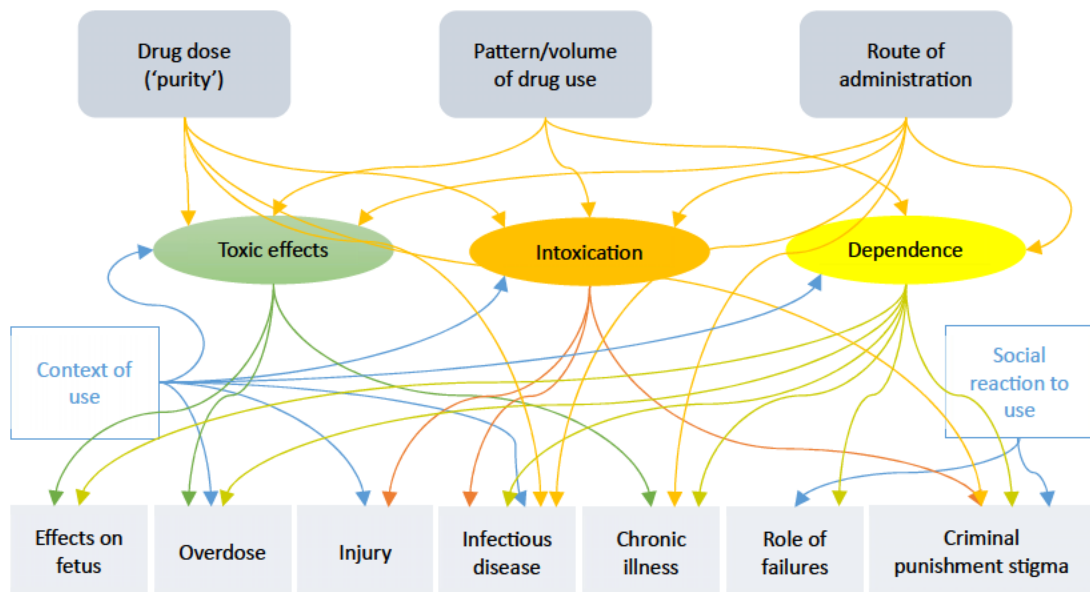 Drug dose
(‘purity’)
Pattern/volume
of drug use
Route of
administration
Toxic effects
Intoxication
Dependence
Context of
use
Social
reaction to
use
Effects on
fetus
Overdose
Injury
Infectious
disease
Chronic
illness
Role of
failures
Criminal
punishment stigma